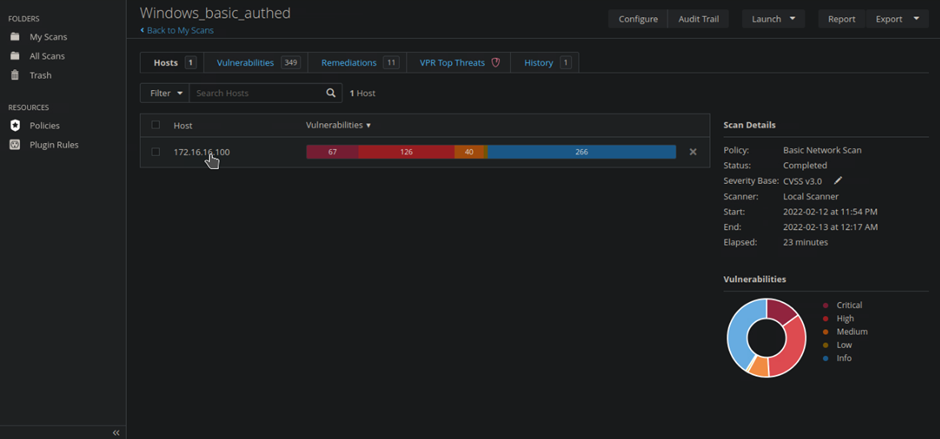 Windows_basic_authed
Back to My Scans
Configure
Audit Trail
Launch
Report
Export
FOLDERS
My Scans
All Scans
Trash
RESOURCES
Policies
Plugin Rules
Hosts 1
Vulnerabilities 349
Remediations 11
VPR Top Threats
History 1
Filter
Search Hosts
1 Host
Host
Vulnerabilities
172.16.16.100
67 126 40 266
Scan Details
Policy: Basic Network Scan
Status: Completed
Severity Base: CVSS v3.0
Scanner: Local Scanner
Start: 2022-02-12 at 11:54 PM
End: 2022-02-13 at 12:17 AM
Elapsed: 23 minutes
Vulnerabilities
Critical
High
Medium
Low
Info